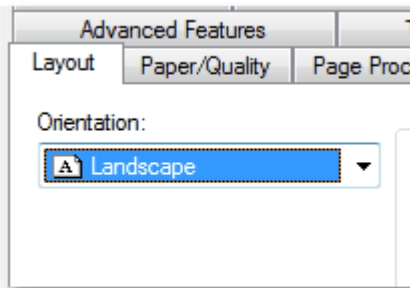 Advanced Features
Layout Paper/Quality Page Proc
Orientation:
A Landscape